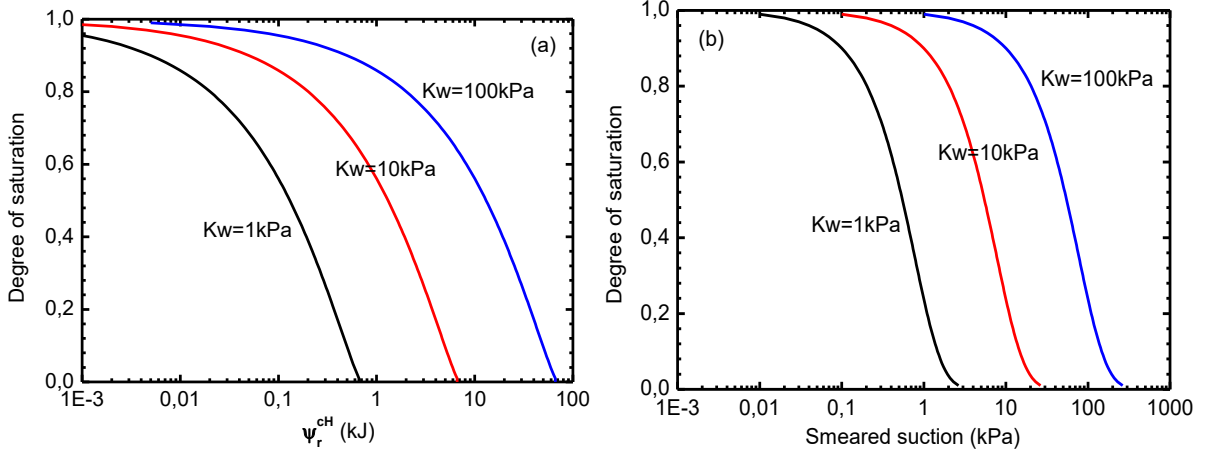 1,0
0,8
0,6
0,4
0,2
0,0
Degree of saturation
(a)
Kw=100kPa
Kw=10kPa
Kw=1kPa
1E-3 0,01 0,1 1 10 100
ψ_r^cH (kJ)
1,0
0,8
0,6
0,4
0,2
0,0
Degree of saturation
(b)
Kw=100kPa
Kw=10kPa
Kw=1kPa
1E-3 0,01 0,1 1 10 100 1000
Smeared suction (kPa)